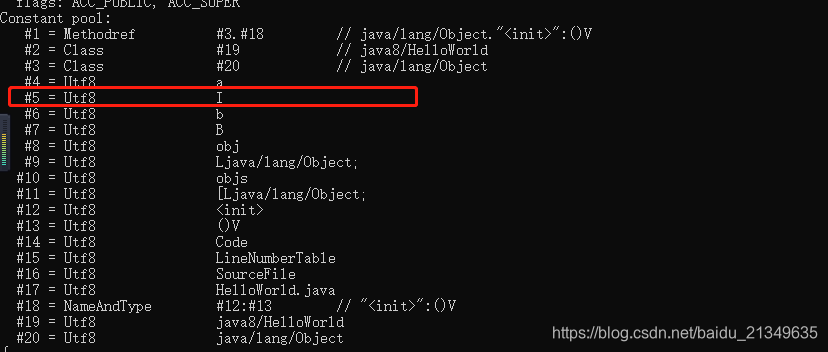 flags: ACC_PUBLIC, ACC_SUPER
Constant pool:
#1 = Methodref #3.#18 // java/lang/Object."<init>":()V
#2 = Class #19 // java8/HelloWorld
#3 = Class #20 // java/lang/Object
#4 = Utf8 a
#5 = Utf8 I
#6 = Utf8 b
#7 = Utf8 B
#8 = Utf8 obj
#9 = Utf8 Ljava/lang/Object;
#10 = Utf8 objs
#11 = Utf8 [Ljava/lang/Object;
#12 = Utf8 <init>
#13 = Utf8 ()V
#14 = Utf8 Code
#15 = Utf8 LineNumberTable
#16 = Utf8 SourceFile
#17 = Utf8 HelloWorld.java
#18 = NameAndType #12:#13 // "<init>":()V
#19 = Utf8 java8/HelloWorld
#20 = Utf8 java/lang/Object
{
https://blog.csdn.net/baidu_21349635